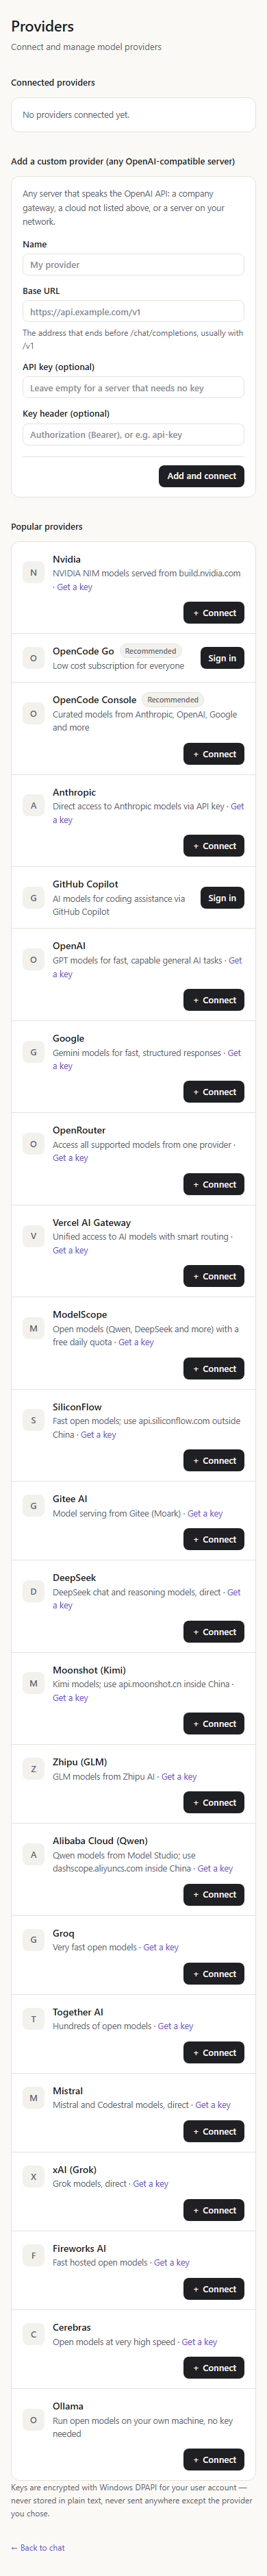 Providers
Connect and manage model providers
Connected providers
No providers connected yet.
Add a custom provider (any OpenAI-compatible server)
Any server that speaks the OpenAI API: a company
gateway, a cloud not listed above, or a server on your
network.
Name
My provider
Base URL
https://api.example.com/v1
The address that ends before /chat/completions, usually with
/v1
API key (optional)
Leave empty for a server that needs no key
Key header (optional)
Authorization (Bearer), or e.g. api-key
Add and connect
Popular providers
N
Nvidia
NVIDIA NIM models served from build.nvidia.com
· Get a key
+ Connect
O
OpenCode Go Recommended
Low cost subscription for everyone
Sign in
O
OpenCode Console Recommended
Curated models from Anthropic, OpenAI, Google
and more
+ Connect
A
Anthropic
Direct access to Anthropic models via API key · Get
a key
+ Connect
G
GitHub Copilot
AI models for coding assistance via
GitHub Copilot
Sign in
O
OpenAI
GPT models for fast, capable general AI tasks · Get
a key
+ Connect
G
Google
Gemini models for fast, structured responses · Get
a key
+ Connect
O
OpenRouter
Access all supported models from one provider ·
Get a key
+ Connect
V
Vercel AI Gateway
Unified access to AI models with smart routing ·
Get a key
+ Connect
M
ModelScope
Open models (Qwen, DeepSeek and more) with a
free daily quota · Get a key
+ Connect
S
SiliconFlow
Fast open models; use api.siliconflow.com outside
China · Get a key
+ Connect
G
Gitee AI
Model serving from Gitee (Moark) · Get a key
+ Connect
D
DeepSeek
DeepSeek chat and reasoning models, direct · Get
a key
+ Connect
M
Moonshot (Kimi)
Kimi models; use api.moonshot.cn inside China ·
Get a key
+ Connect
Z
Zhipu (GLM)
GLM models from Zhipu AI · Get a key
+ Connect
A
Alibaba Cloud (Qwen)
Qwen models from Model Studio; use
dashscope.aliyuncs.com inside China · Get a key
+ Connect
G
Groq
Very fast open models · Get a key
+ Connect
T
Together AI
Hundreds of open models · Get a key
+ Connect
M
Mistral
Mistral and Codestral models, direct · Get a key
+ Connect
X
xAI (Grok)
Grok models, direct · Get a key
+ Connect
F
Fireworks AI
Fast hosted open models · Get a key
+ Connect
C
Cerebras
Open models at very high speed · Get a key
+ Connect
O
Ollama
Run open models on your own machine, no key
needed
+ Connect
Keys are encrypted with Windows DPAPI for your user account —
never stored in plain text, never sent anywhere except the provider
you chose.
← Back to chat